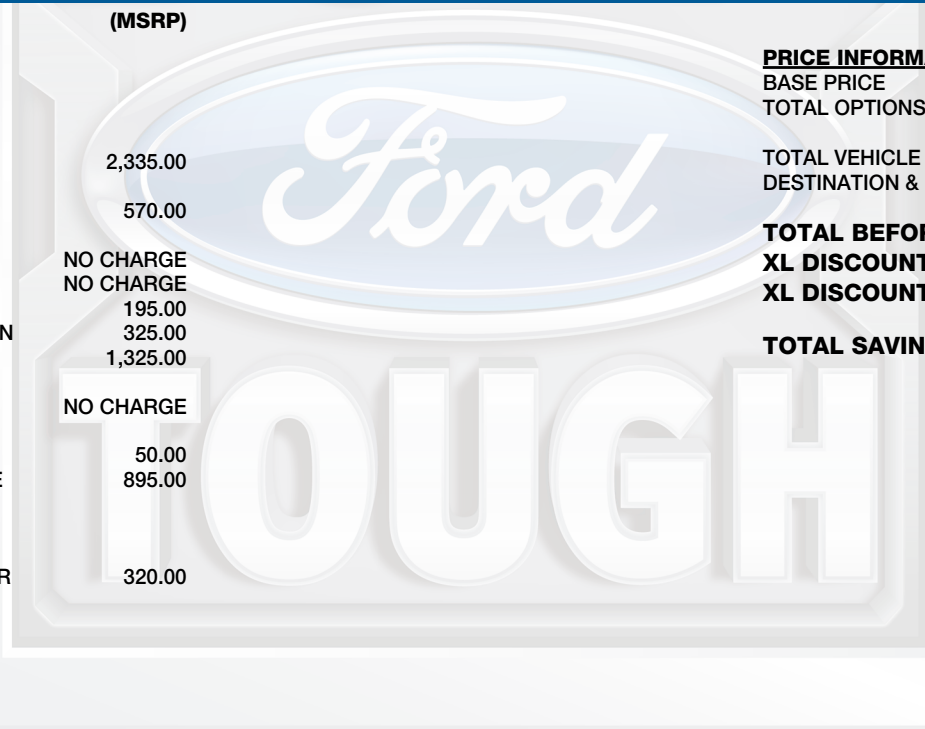 (MSRP)
2,335.00
570.00
NO CHARGE
NO CHARGE
195.00
N 325.00
1,325.00
NO CHARGE
50.00
E 895.00
R 320.00
PRICE INFORMA
BASE PRICE
TOTAL OPTIONS
TOTAL VEHICLE
DESTINATION &
TOTAL BEFOR
XL DISCOUNT
XL DISCOUNT
TOTAL SAVIN
Ford
TOUGH